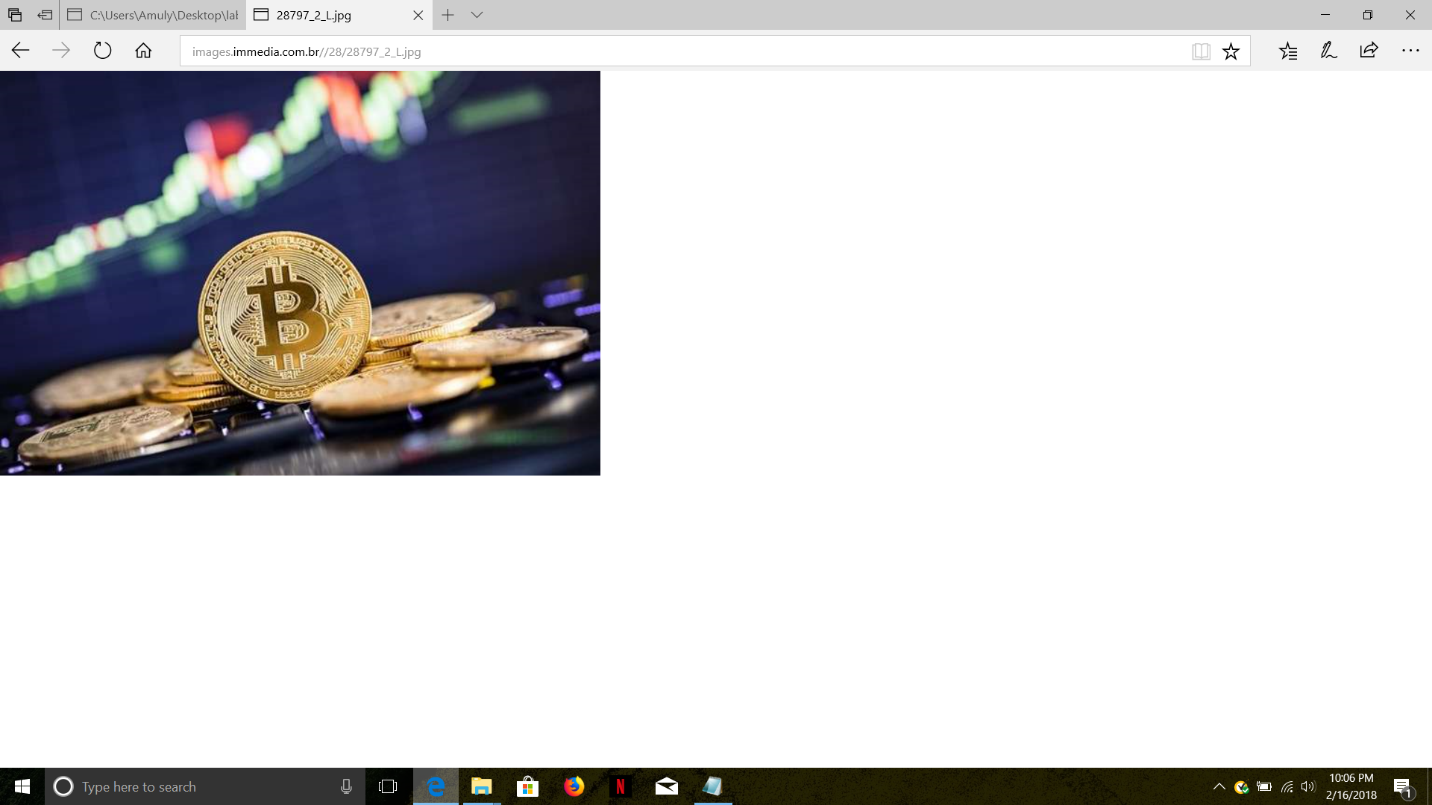 C:\Users\Amuly\Desktop\lal
28797_2_L.jpg
images.immedia.com.br//28/28797_2_L.jpg
B
Type here to search
N
10:06 PM
2/16/2018
1